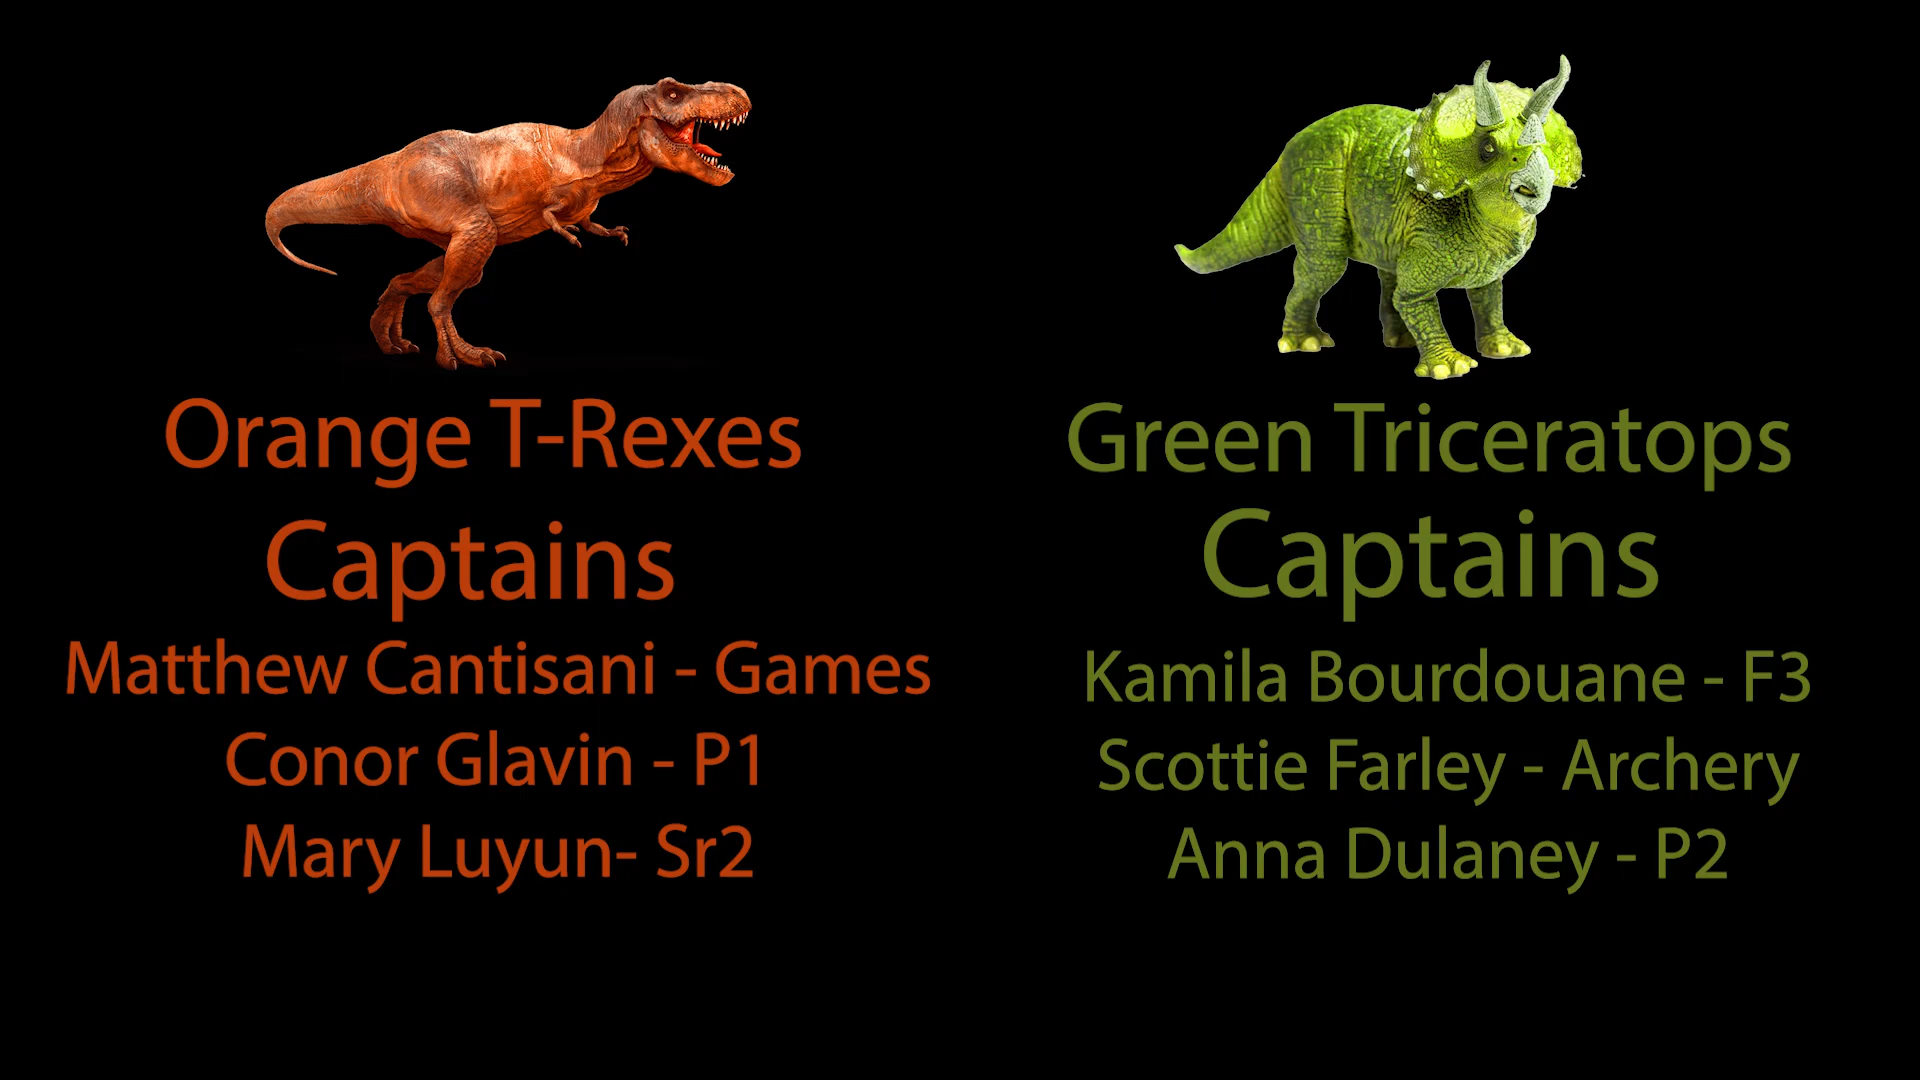 Orange T-Rexes
Captains
Matthew Cantisani - Games
Conor Glavin - P1
Mary Luyun- Sr2
Green Triceratops
Captains
Kamila Bourdouane - F3
Scottie Farley - Archery
Anna Dulaney - P2